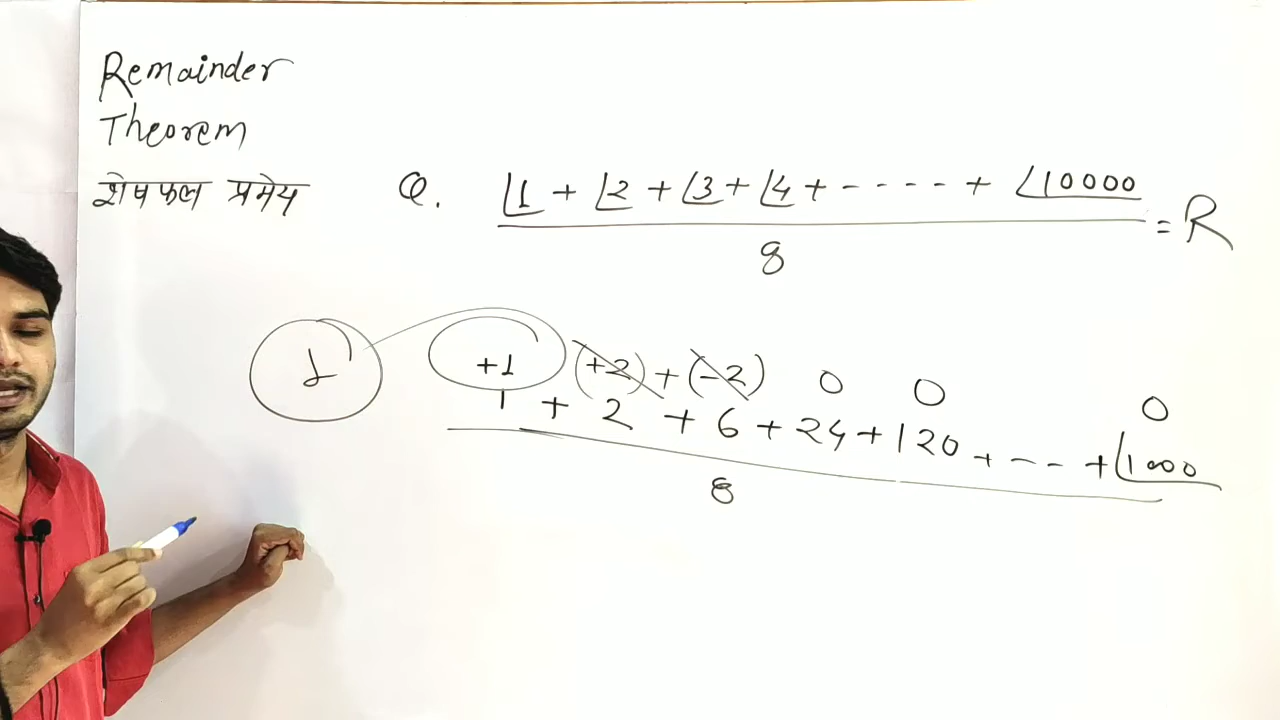 Remainder
Theorem
शेषफल प्रमेय
Q. ⌊1 + ⌊2 + ⌊3 + ⌊4 + - - - - + ⌊10000 = R
8
1 +1 (+2) + (-2) 0 0 0
1 + 2 + 6 + 24 + 120 + - - - + ⌊1000
8